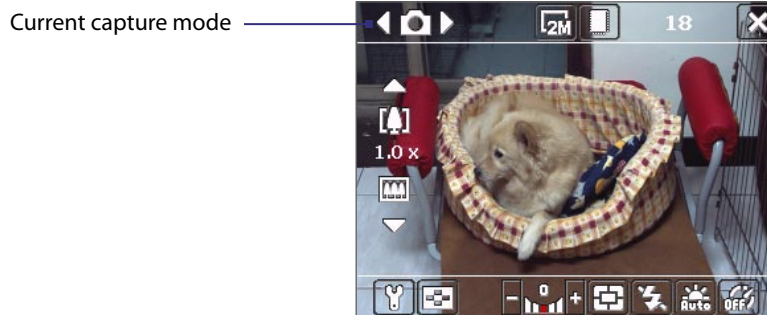 Current capture mode
2M
18
1.0 x
- 0 +
Auto
OFF